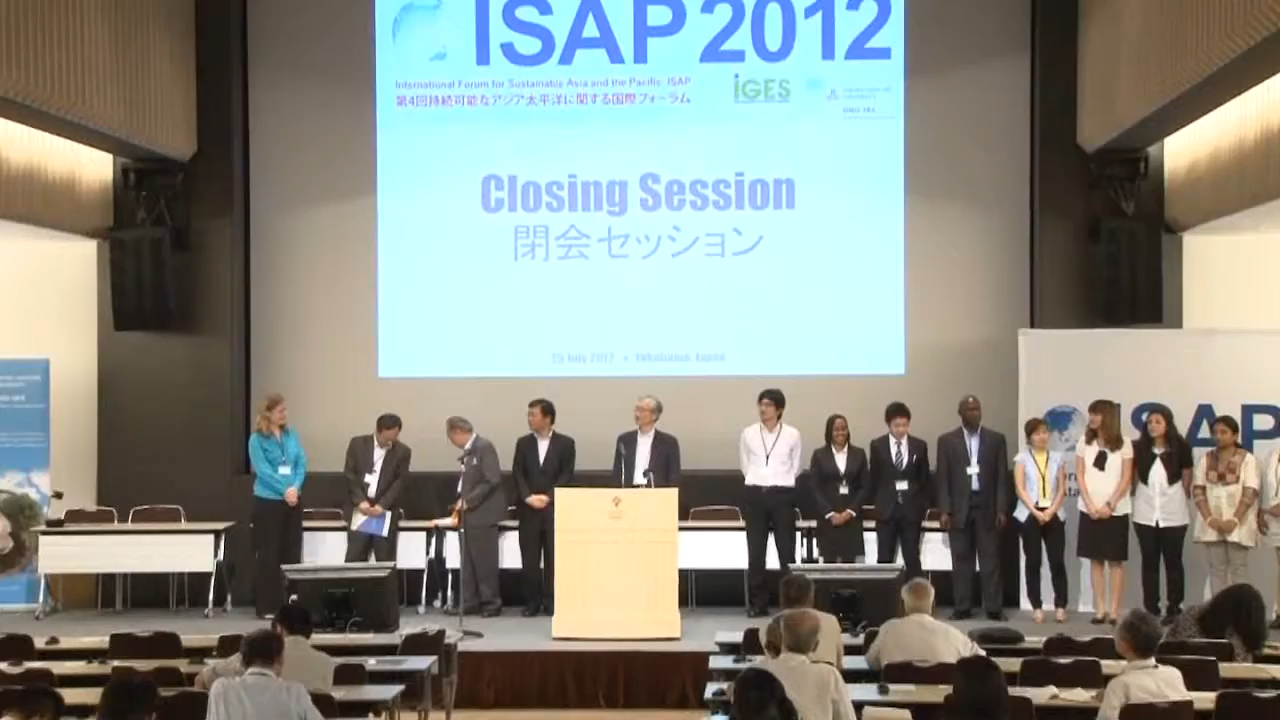 ISAP 2012
International Forum for Sustainable Asia and the Pacific: ISAP
第4回持続可能なアジア太平洋に関する国際フォーラム
iGES
Closing Session
閉会セッション
ISAP